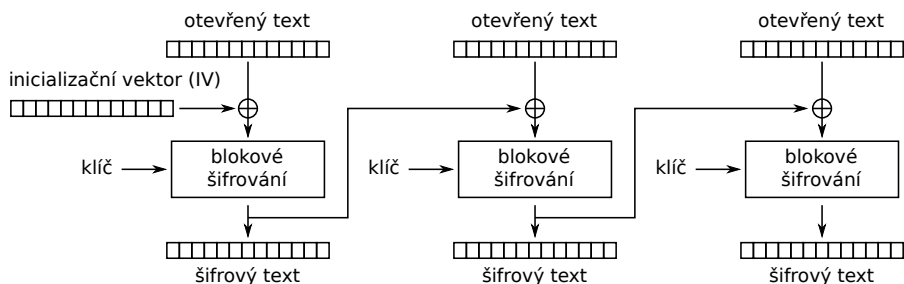 otevřený text
otevřený text
otevřený text
inicializační vektor (IV)
klíč
blokové
šifrování
klíč
blokové
šifrování
klíč
blokové
šifrování
šifrový text
šifrový text
šifrový text